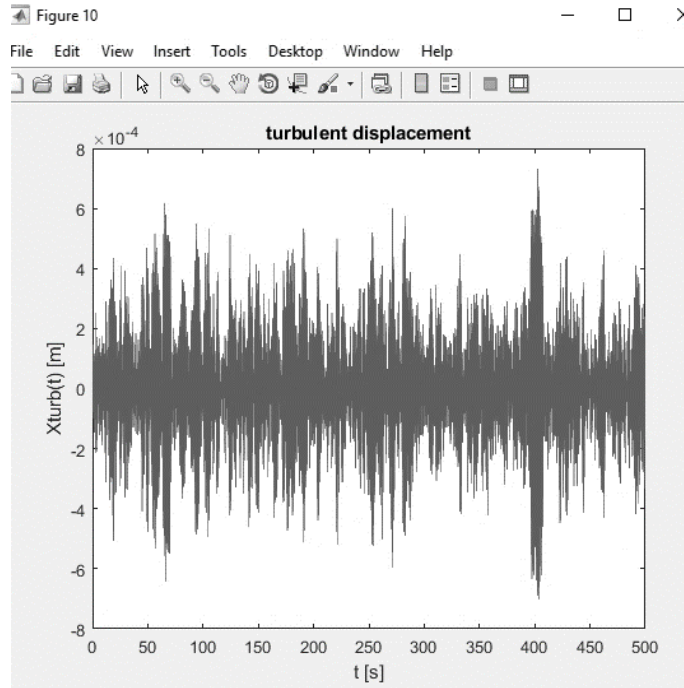 Figure 10
File Edit View Insert Tools Desktop Window Help
×10⁻⁴
turbulent displacement
8
6
4
2
0
-2
-4
-6
-8
Xturb(t) [m]
0 50 100 150 200 250 300 350 400 450 500
t [s]